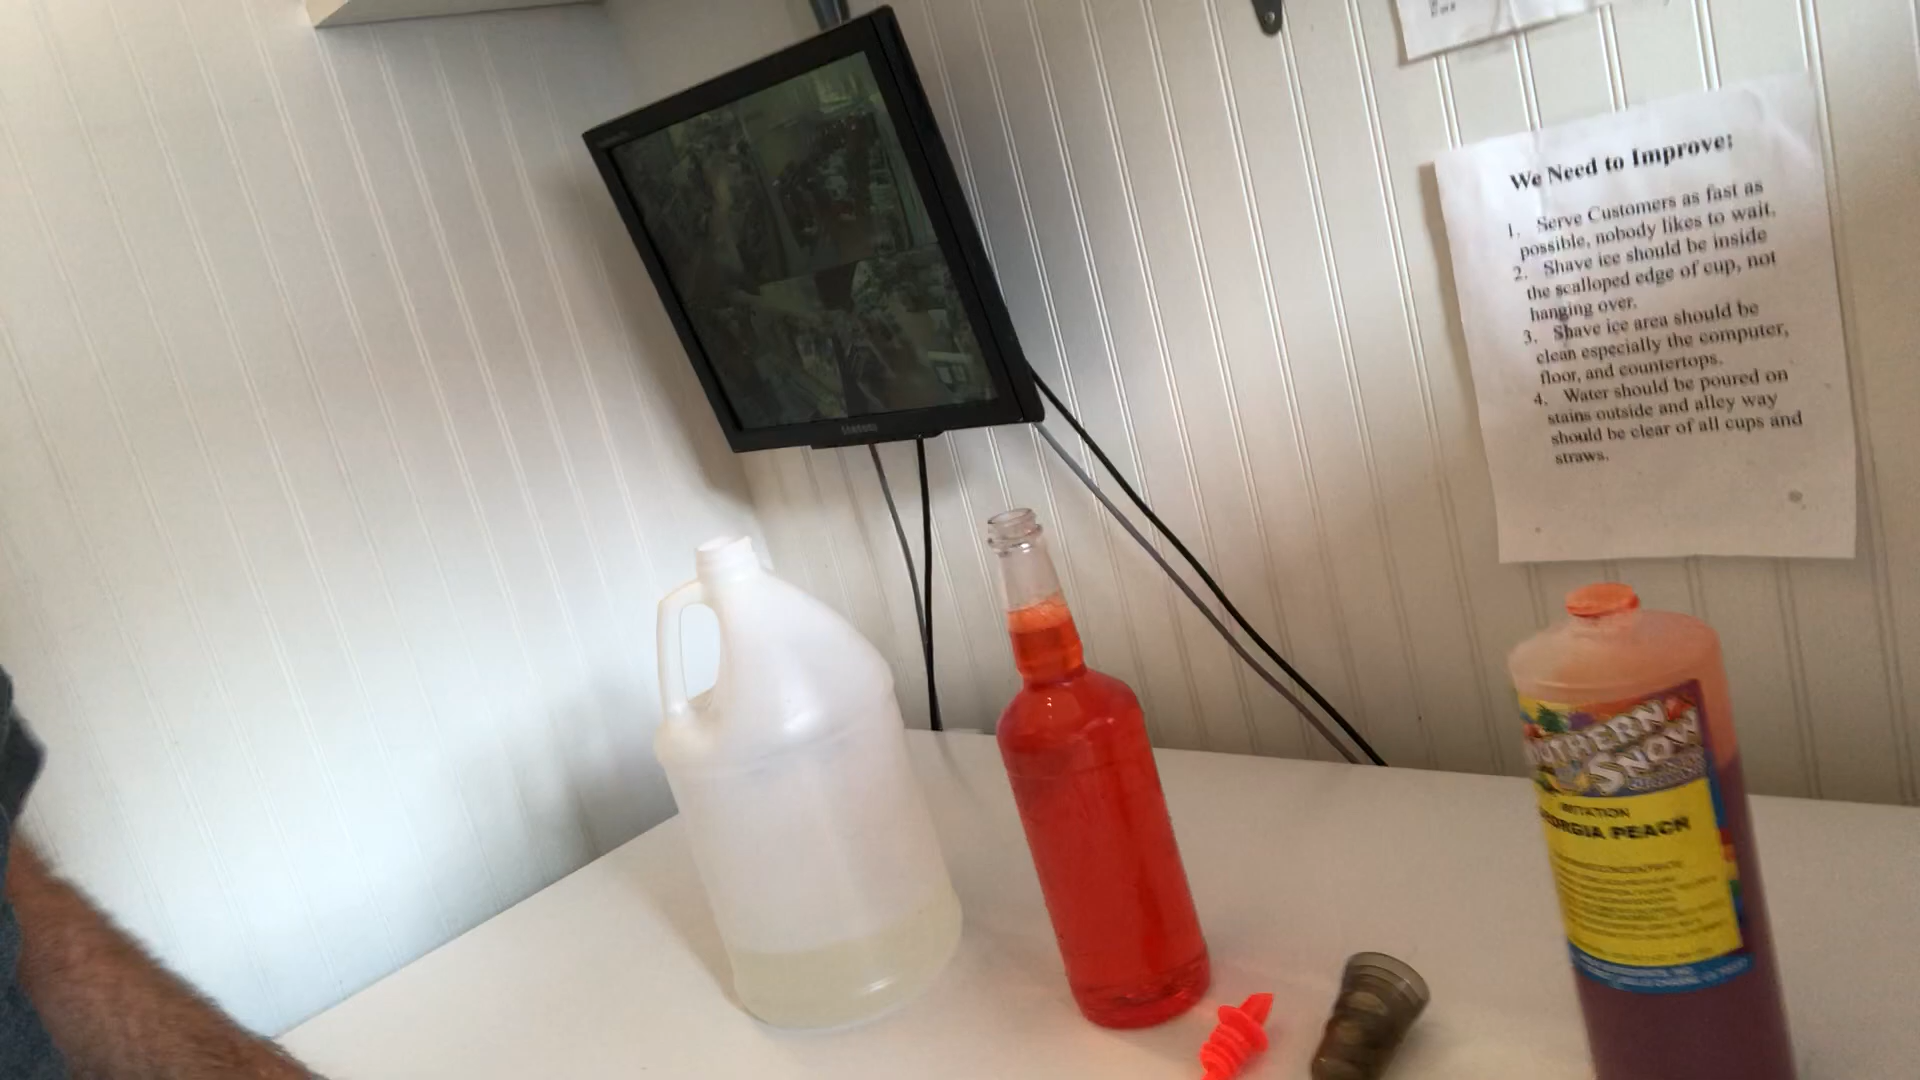 We Need to Improve:
1. Serve Customers as fast as
possible, nobody likes to wait.
2. Shave ice should be inside
the scalloped edge of cup, not
hanging over.
3. Shave ice area should be
clean especially the computer,
floor, and countertops.
4. Water should be poured on
stains outside and alley way
should be clear of all cups and
straws.
SAMSUNG
SNOW
IMITATION
PEACH